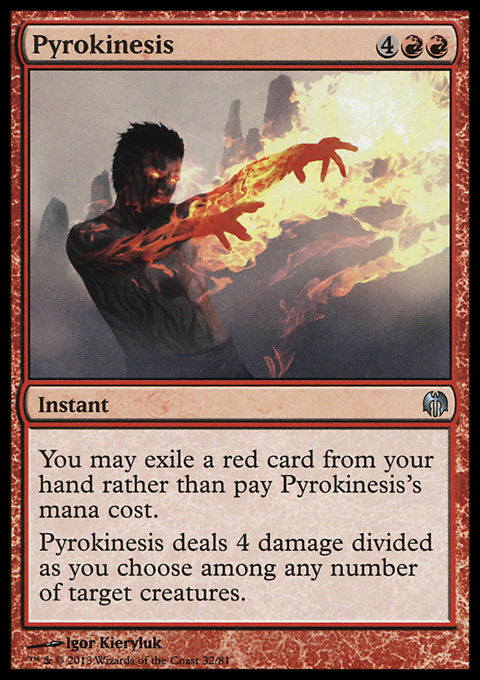 Pyrokinesis 4
Instant
You may exile a red card from your
hand rather than pay Pyrokinesis's
mana cost.
Pyrokinesis deals 4 damage divided
as you choose among any number
of target creatures.
Igor Kieryluk
™ & © 2013 Wizards of the Coast 32/81